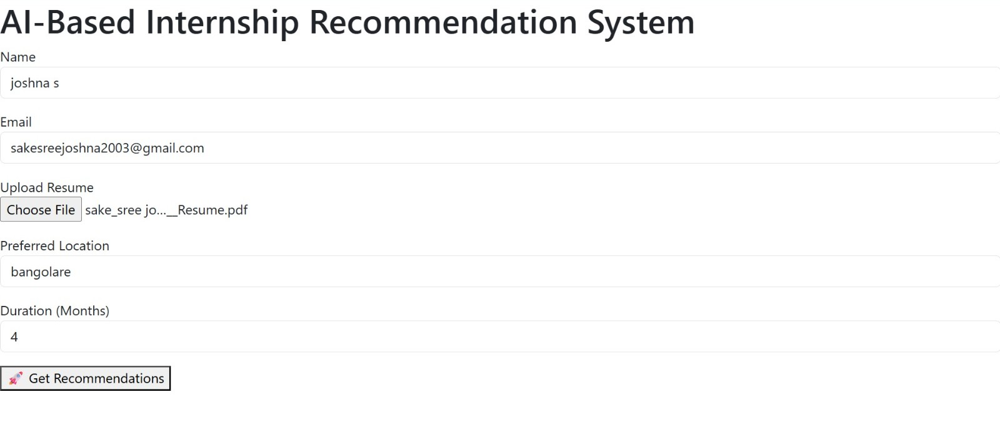 AI-Based Internship Recommendation System
Name
joshna s
Email
sakesreejoshna2003@gmail.com
Upload Resume
Choose File sake_sree jo...__Resume.pdf
Preferred Location
bangolare
Duration (Months)
4
🚀 Get Recommendations